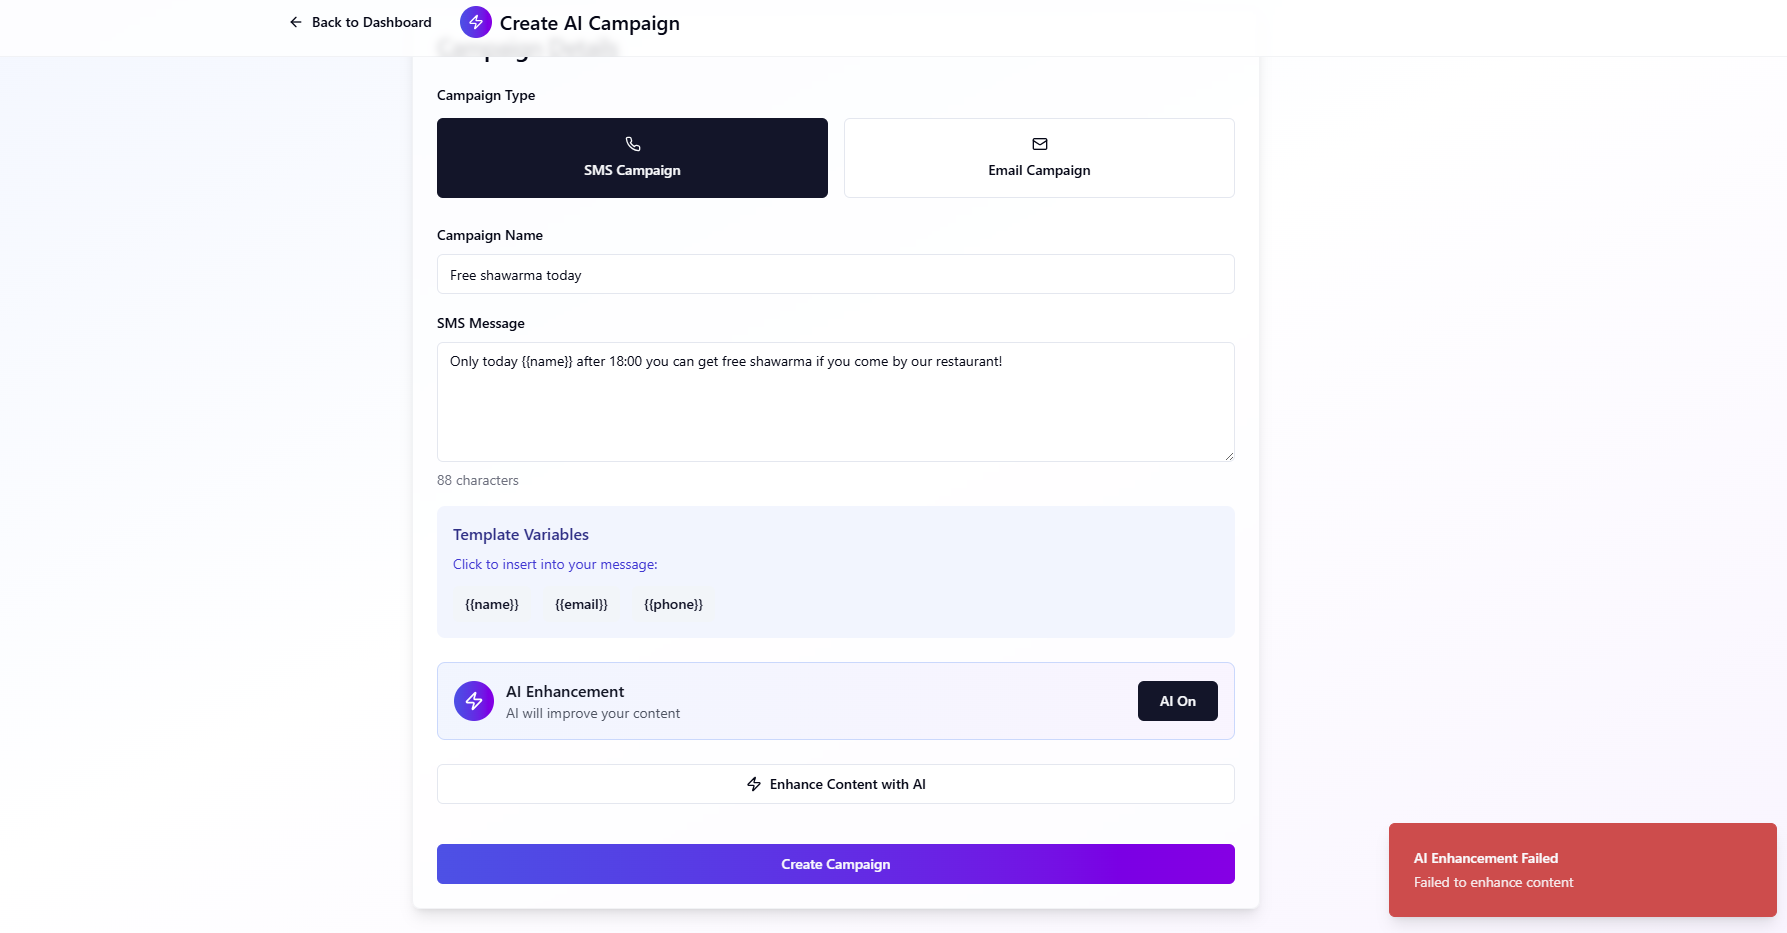 Back to Dashboard
Create AI Campaign
Campaign Details
Campaign Type
SMS Campaign
Email Campaign
Campaign Name
Free shawarma today
SMS Message
Only today {{name}} after 18:00 you can get free shawarma if you come by our restaurant!
88 characters
Template Variables
Click to insert into your message:
{{name}} {{email}} {{phone}}
AI Enhancement
AI will improve your content
AI On
Enhance Content with AI
Create Campaign
AI Enhancement Failed
Failed to enhance content